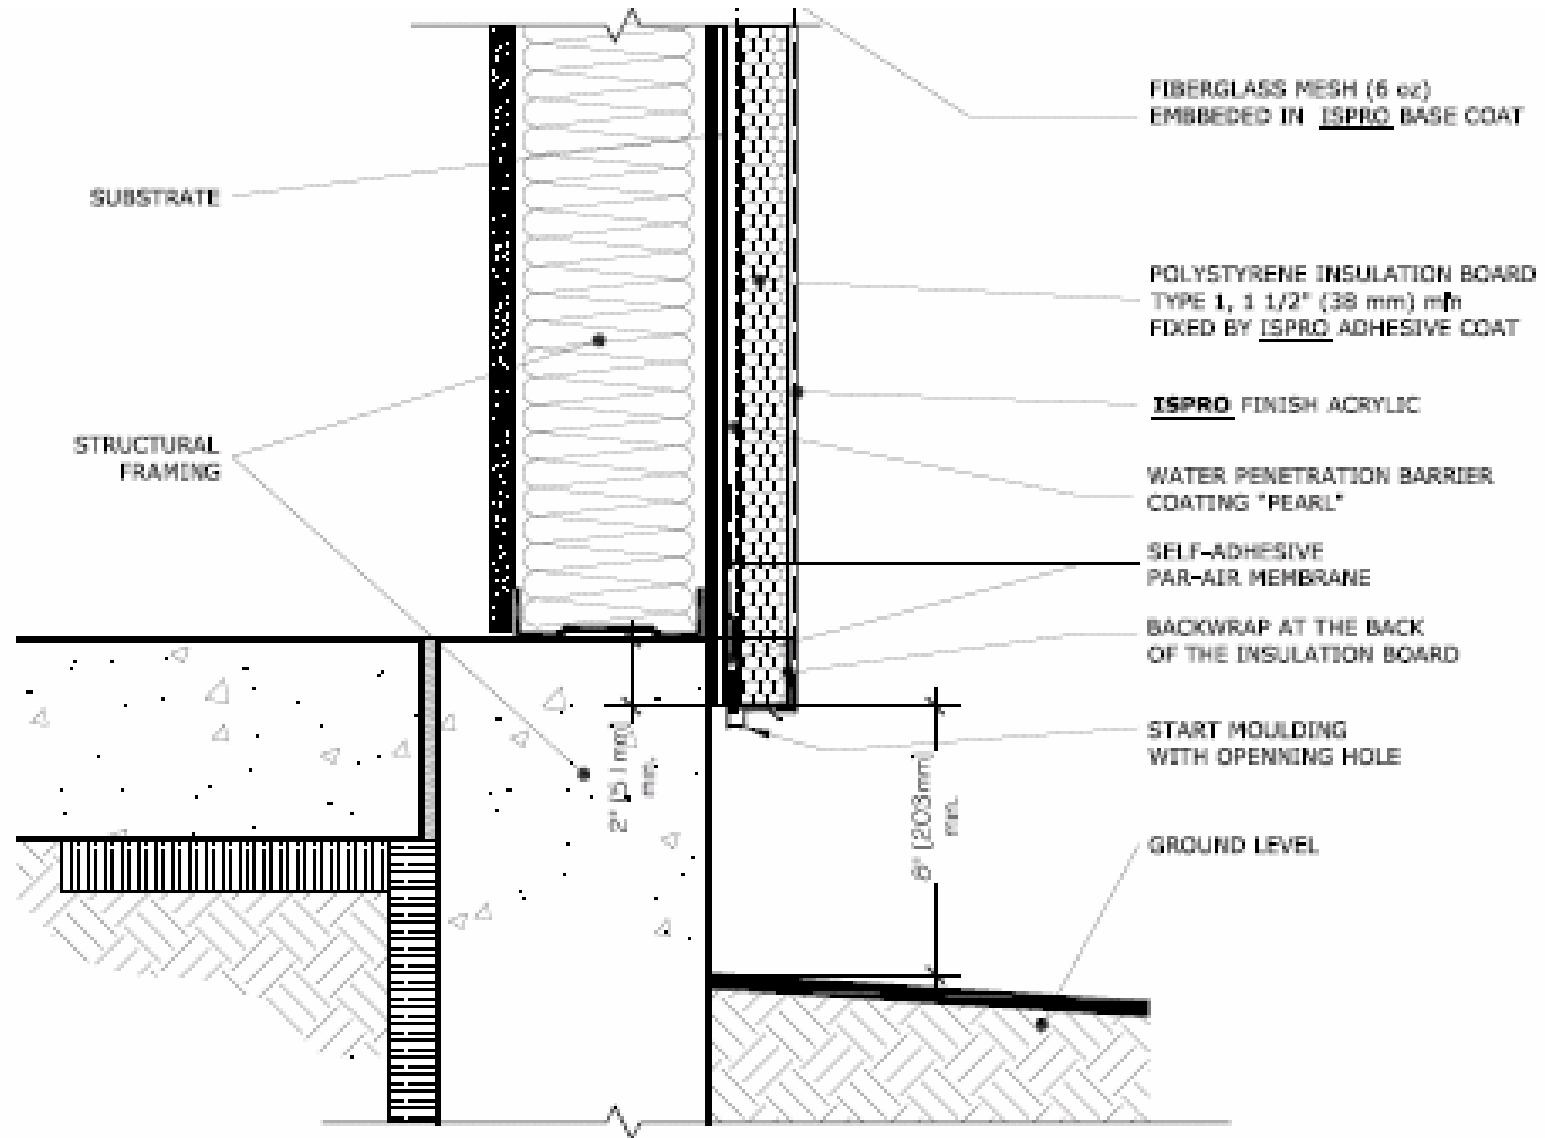 FIBERGLASS MESH (6 oz)
EMBBEDED IN ISPRO BASE COAT
SUBSTRATE
POLYSTYRENE INSULATION BOARD
TYPE 1, 1 1/2" (38 mm) min
FIXED BY ISPRO ADHESIVE COAT
ISPRO FINISH ACRYLIC
STRUCTURAL
FRAMING
WATER PENETRATION BARRIER
COATING "PEARL"
SELF-ADHESIVE
PAR-AIR MEMBRANE
BACKWRAP AT THE BACK
OF THE INSULATION BOARD
START MOULDING
WITH OPENNING HOLE
2" (51mm)
min.
8" (203mm)
min.
GROUND LEVEL